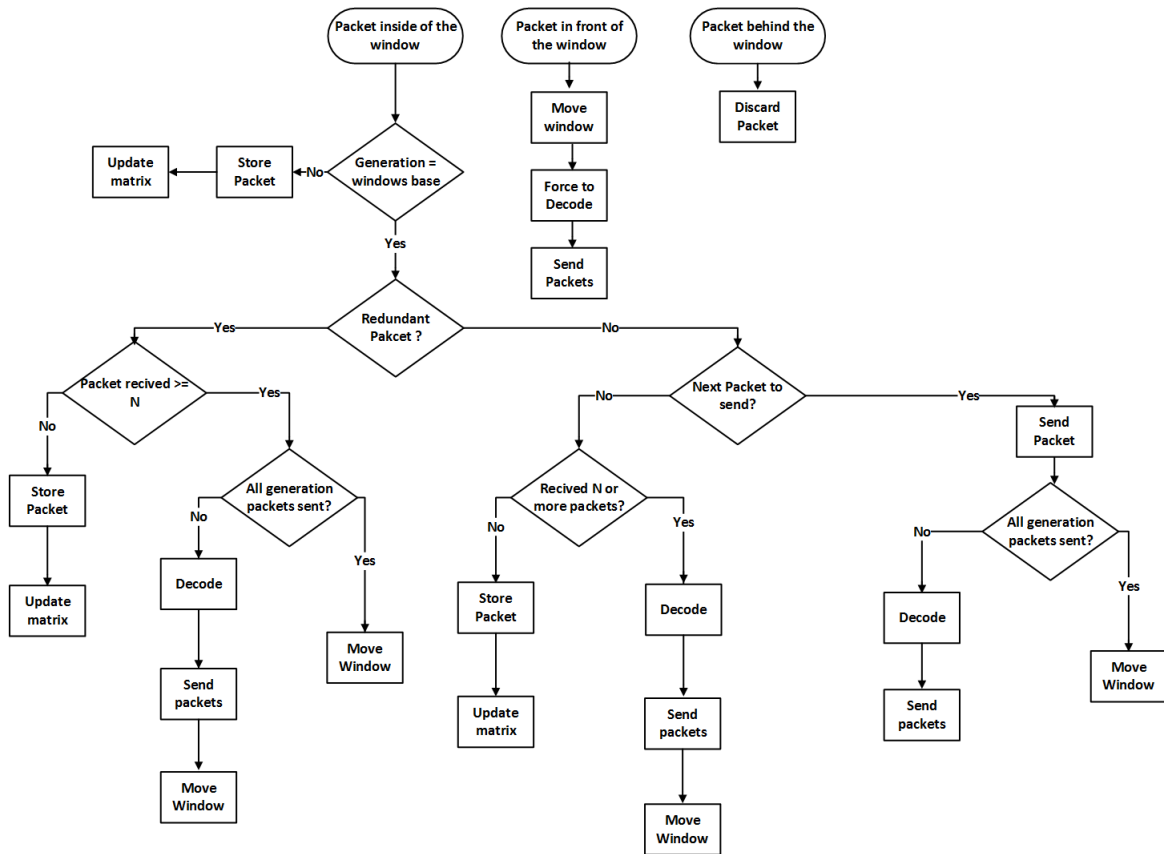 Packet inside of the
window
Packet in front of
the window
Packet behind the
window
Move
window
Discard
Packet
Update
matrix
Store
Packet
No
Generation =
windows base
Force to
Decode
Yes
Send
Packets
Redundant
Pakcet ?
Yes
No
Packet recived >=
N
Yes
No
Next Packet to
send?
No
Yes
Send
Packet
Store
Packet
All generation
packets sent?
Recived N or
more packets?
All generation
packets sent?
No
Yes
No
Yes
No
Yes
Update
matrix
Decode
Move
Window
Store
Packet
Decode
Decode
Move
Window
Send
packets
Update
matrix
Send
packets
Send
packets
Move
Window
Move
Window